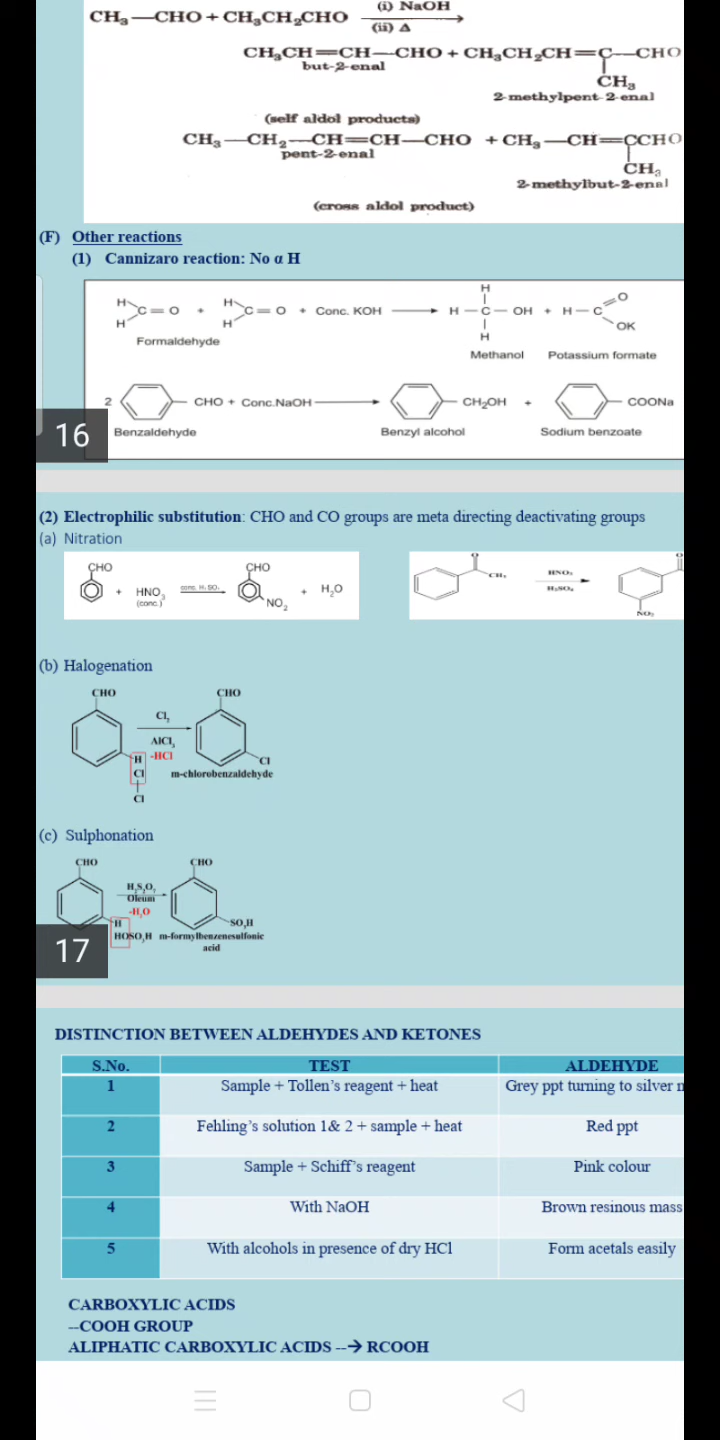 CH₃—CHO + CH₃CH₂CHO (i) NaOH
(ii) Δ
CH₃CH=CH—CHO + CH₃CH₂CH=C—CHO
but-2-enal
CH₃
2-methylpent-2-enal
(self aldol products)
CH₃—CH₂—CH=CH—CHO + CH₃—CH=CCHO
pent-2-enal
CH₃
2-methylbut-2-enal
(cross aldol product)
(F) Other reactions
(1) Cannizaro reaction: No α H
H
H H O
C=O + C=O + Conc. KOH → H—C—OH + H—C
H H OK
Formaldehyde H
Methanol Potassium formate
2 CHO + Conc.NaOH → CH₂OH + COONa
16
Benzaldehyde Benzyl alcohol Sodium benzoate
(2) Electrophilic substitution: CHO and CO groups are meta directing deactivating groups
(a) Nitration
CHO CHO O O
+ HNO₃ conc. H₂SO₄ + H₂O CH₃ HNO₃
(conc.) NO₂ H₂SO₄
NO₂
(b) Halogenation
CHO CHO
Cl₂
AlCl₃
H -HCl Cl
Cl m-chlorobenzaldehyde
Cl
(c) Sulphonation
CHO CHO
H₂S₂O₇
Oleum
-H₂O
H SO₃H
HOSO₃H m-formylbenzenesulfonic
acid
17
DISTINCTION BETWEEN ALDEHYDES AND KETONES
S.No. TEST ALDEHYDE
1 Sample + Tollen's reagent + heat Grey ppt turning to silver
2 Fehling's solution 1& 2 + sample + heat Red ppt
3 Sample + Schiff's reagent Pink colour
4 With NaOH Brown resinous mass
5 With alcohols in presence of dry HCl Form acetals easily
CARBOXYLIC ACIDS
--COOH GROUP
ALIPHATIC CARBOXYLIC ACIDS --→ RCOOH